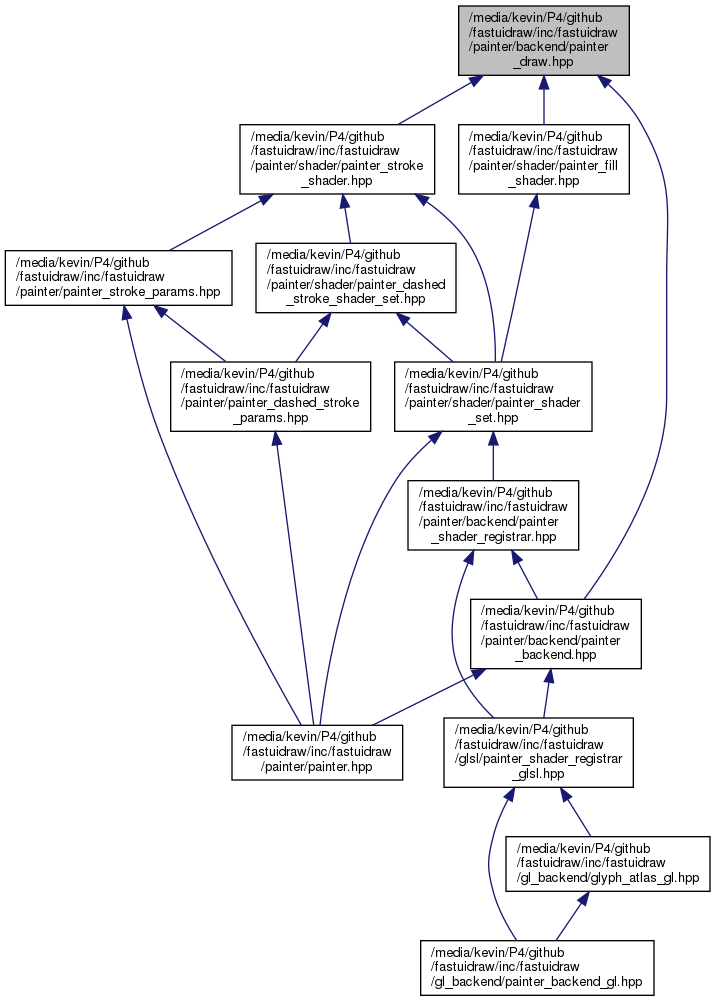 /media/kevin/P4/github
/fastuidraw/inc/fastuidraw
/painter/backend/painter
_draw.hpp
/media/kevin/P4/github
/fastuidraw/inc/fastuidraw
/painter/shader/painter_stroke
_shader.hpp
/media/kevin/P4/github
/fastuidraw/inc/fastuidraw
/painter/shader/painter_fill
_shader.hpp
/media/kevin/P4/github
/fastuidraw/inc/fastuidraw
/painter/painter_stroke_params.hpp
/media/kevin/P4/github
/fastuidraw/inc/fastuidraw
/painter/shader/painter_dashed
_stroke_shader_set.hpp
/media/kevin/P4/github
/fastuidraw/inc/fastuidraw
/painter/painter_dashed_stroke
_params.hpp
/media/kevin/P4/github
/fastuidraw/inc/fastuidraw
/painter/shader/painter_shader
_set.hpp
/media/kevin/P4/github
/fastuidraw/inc/fastuidraw
/painter/backend/painter
_shader_registrar.hpp
/media/kevin/P4/github
/fastuidraw/inc/fastuidraw
/painter/backend/painter
_backend.hpp
/media/kevin/P4/github
/fastuidraw/inc/fastuidraw
/painter/painter.hpp
/media/kevin/P4/github
/fastuidraw/inc/fastuidraw
/glsl/painter_shader_registrar
_glsl.hpp
/media/kevin/P4/github
/fastuidraw/inc/fastuidraw
/gl_backend/glyph_atlas_gl.hpp
/media/kevin/P4/github
/fastuidraw/inc/fastuidraw
/gl_backend/painter_backend_gl.hpp